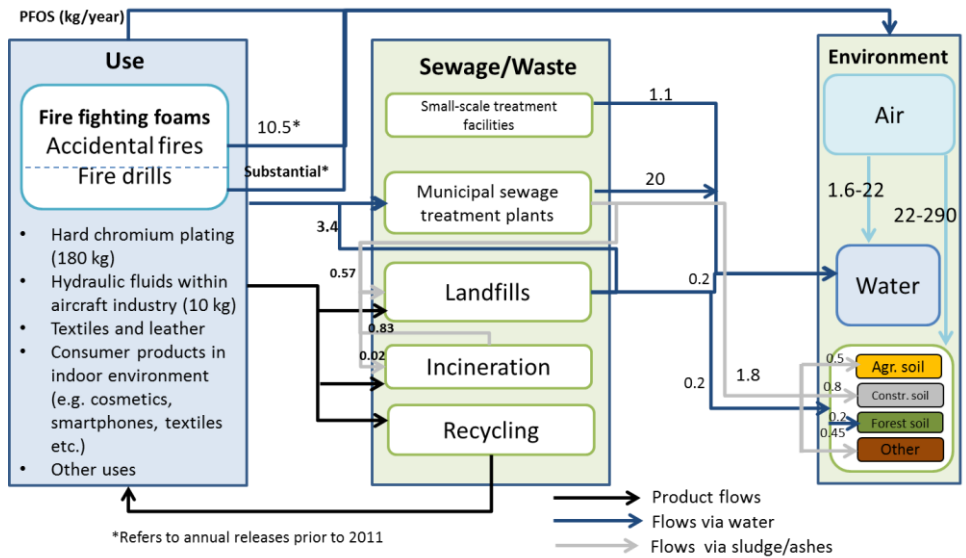 PFOS (kg/year)
Use
Fire fighting foams
Accidental fires
Fire drills
10.5*
Substantial*
• Hard chromium plating
(180 kg)
• Hydraulic fluids within
aircraft industry (10 kg)
• Textiles and leather
• Consumer products in
indoor environment
(e.g. cosmetics,
smartphones, textiles
etc.)
• Other uses
*Refers to annual releases prior to 2011
Sewage/Waste
Small-scale treatment
facilities
Municipal sewage
treatment plants
3.4
0.57
Landfills
0.83
0.02
Incineration
Recycling
1.1
20
0.2
0.2
1.8
Environment
Air
1.6-22
22-290
Water
0.5
Agr. soil
0.8
Constr. soil
0.2
Forest soil
0.45
Other
Product flows
Flows via water
Flows via sludge/ashes